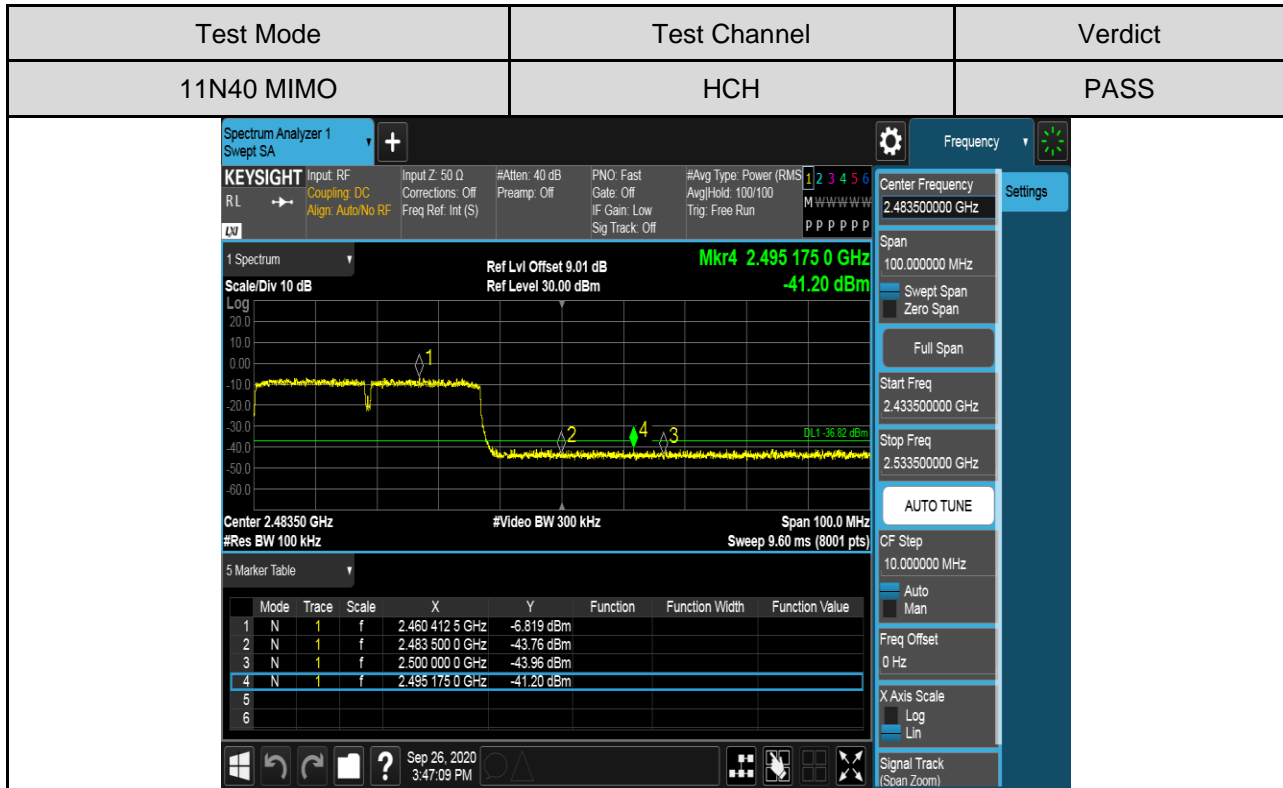 Test Mode Test Channel Verdict
11N40 MIMO HCH PASS
Spectrum Analyzer 1
Swept SA
+
Frequency
KEYSIGHT Input: RF Input Z: 50 Ω #Atten: 40 dB PNO: Fast #Avg Type: Power (RMS 1 2 3 4 5 6
RL Coupling: DC Corrections: Off Preamp: Off Gate: Off Avg|Hold: 100/100 M W W W W W
Align: Auto/No RF Freq Ref: Int (S) IF Gain: Low Trig: Free Run
LXI Sig Track: Off P P P P P P
1 Spectrum
Ref Lvl Offset 9.01 dB Mkr4 2.495 175 0 GHz
Scale/Div 10 dB Ref Level 30.00 dBm -41.20 dBm
Log
20.0
10.0
0.00
-10.0
-20.0
-30.0
-40.0
-50.0
-60.0
1
2
4
3
DL1 -36.82 dBm
Center 2.48350 GHz #Video BW 300 kHz Span 100.0 MHz
#Res BW 100 kHz Sweep 9.60 ms (8001 pts)
5 Marker Table
Mode Trace Scale X Y Function Function Width Function Value
1 N 1 f 2.460 412 5 GHz -6.819 dBm
2 N 1 f 2.483 500 0 GHz -43.76 dBm
3 N 1 f 2.500 000 0 GHz -43.96 dBm
4 N 1 f 2.495 175 0 GHz -41.20 dBm
5
6
?
Sep 26, 2020
3:47:09 PM
Center Frequency
2.483500000 GHz
Settings
Span
100.000000 MHz
Swept Span
Zero Span
Full Span
Start Freq
2.433500000 GHz
Stop Freq
2.533500000 GHz
AUTO TUNE
CF Step
10.000000 MHz
Auto
Man
Freq Offset
0 Hz
X Axis Scale
Log
Lin
Signal Track
(Span Zoom)